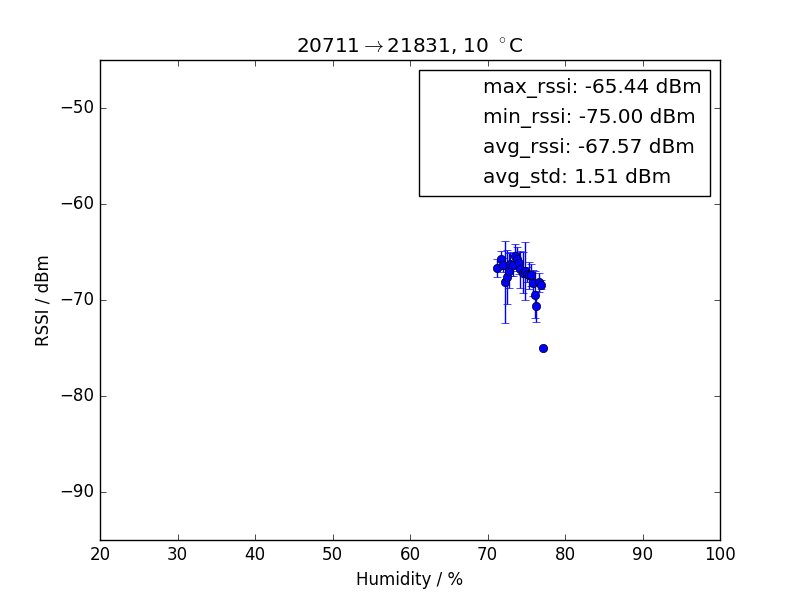 20711→21831, 10 °C
max_rssi: -65.44 dBm
min_rssi: -75.00 dBm
avg_rssi: -67.57 dBm
avg_std: 1.51 dBm
RSSI / dBm
−50
−60
−70
−80
−90
20 30 40 50 60 70 80 90 100
Humidity / %